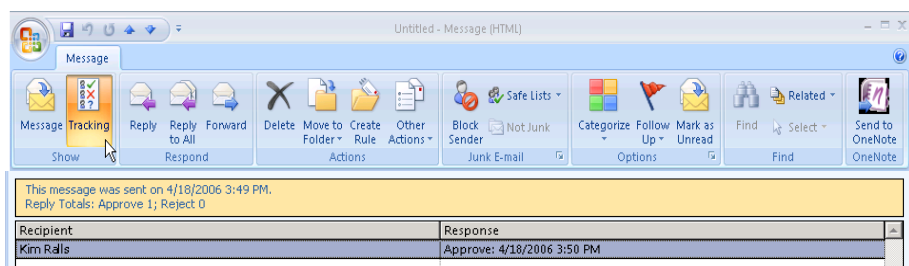 Untitled - Message (HTML)
Message
Message Tracking Reply Reply to All Forward Delete Move to Folder Create Rule Other Actions Block Sender Safe Lists Not Junk Categorize Follow Up Mark as Unread Find Related Select Send to OneNote
Show Respond Actions Junk E-mail Options Find OneNote
This message was sent on 4/18/2006 3:49 PM.
Reply Totals: Approve 1; Reject 0
Recipient Response
Kim Ralls Approve: 4/18/2006 3:50 PM